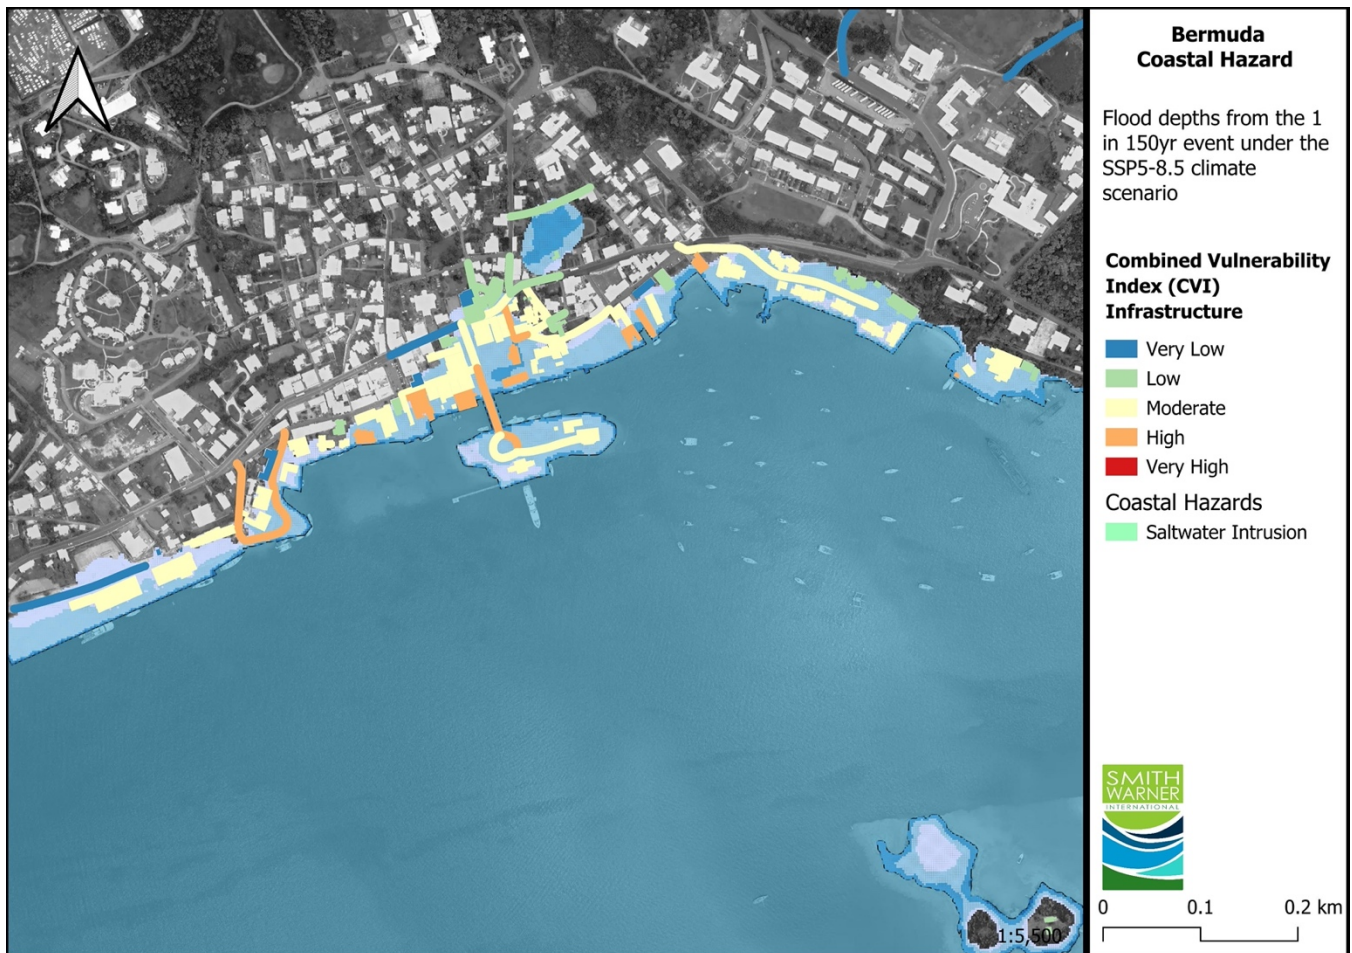 Bermuda
Coastal Hazard
Flood depths from the 1
in 150yr event under the
SSP5-8.5 climate
scenario
Combined Vulnerability
Index (CVI)
Infrastructure
Very Low
Low
Moderate
High
Very High
Coastal Hazards
Saltwater Intrusion
SMITH
WARNER
INTERNATIONAL
0 0.1 0.2 km
1:5,500